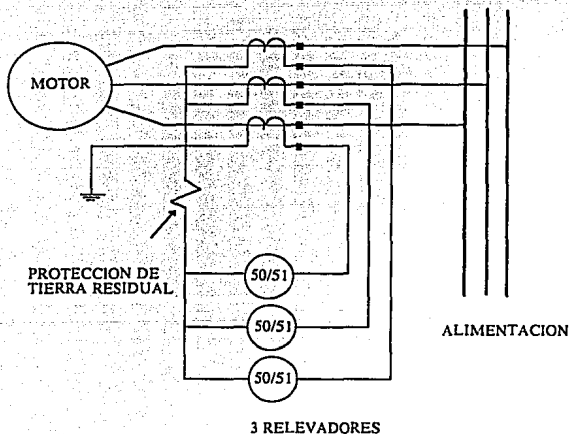 MOTOR
PROTECCION DE
TIERRA RESIDUAL
50/51
50/51
50/51
ALIMENTACION
3 RELEVADORES